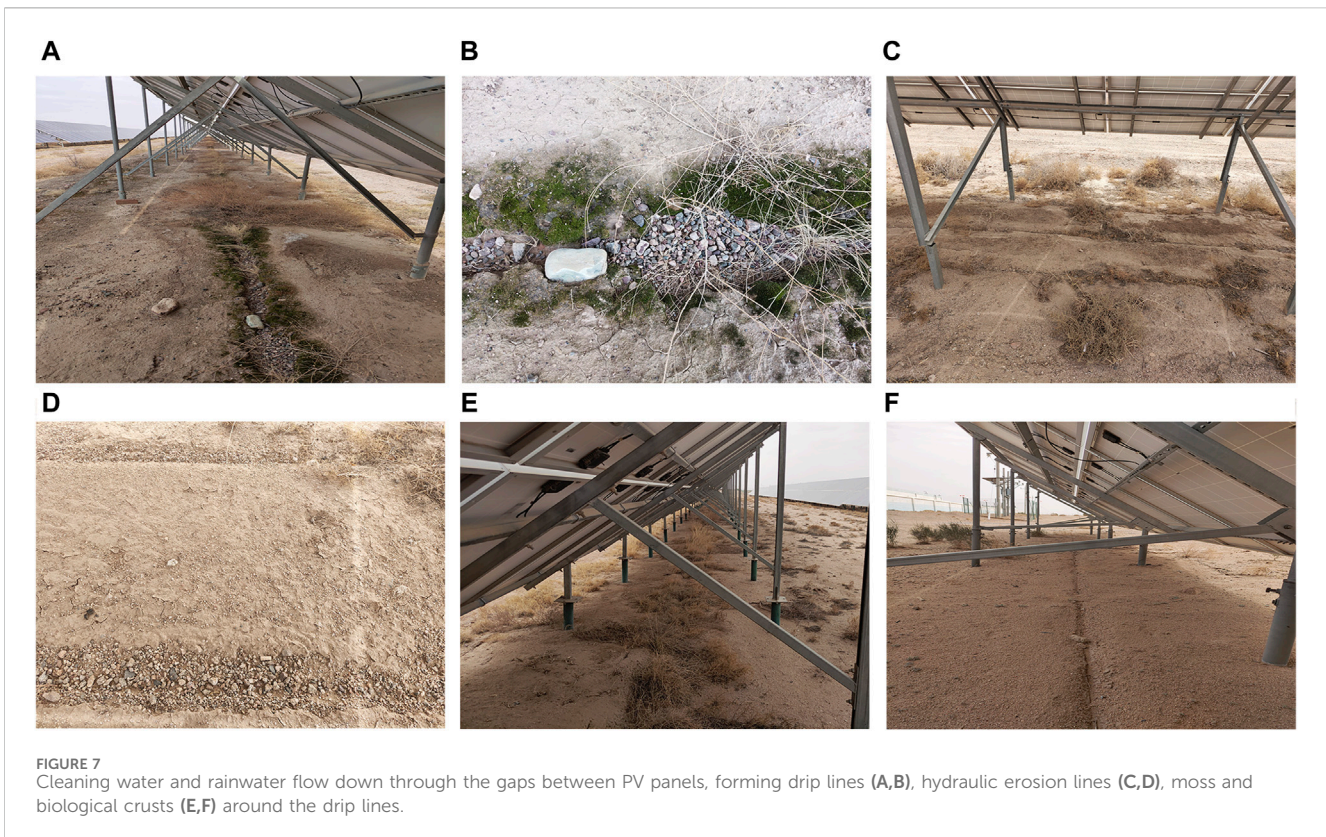 A
B
C
D
E
F
FIGURE 7
Cleaning water and rainwater flow down through the gaps between PV panels, forming drip lines (A,B), hydraulic erosion lines (C,D), moss and
biological crusts (E,F) around the drip lines.